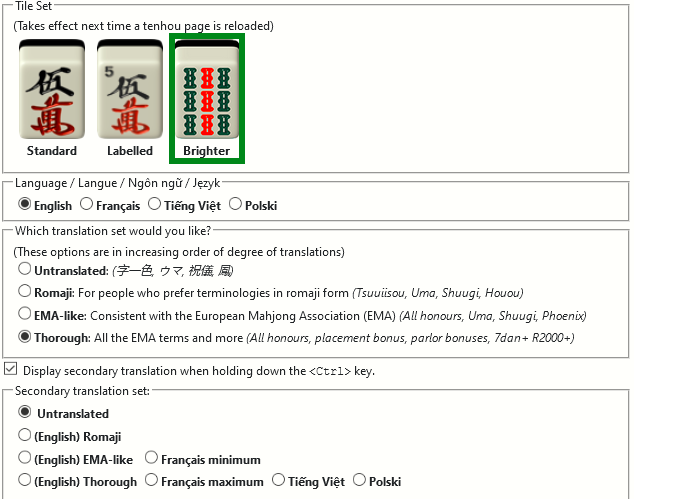 Tile Set
(Takes effect next time a tenhou page is reloaded)
伍萬 5 伍萬
Standard Labelled Brighter
Language / Langue / Ngôn ngữ / Język
English Français Tiếng Việt Polski
Which translation set would you like?
(These options are in increasing order of degree of translations)
Untranslated: (字一色, ウマ, 祝儀, 鳳)
Romaji: For people who prefer terminologies in romaji form (Tsuuiisou, Uma, Shuugi, Houou)
EMA-like: Consistent with the European Mahjong Association (EMA) (All honours, Uma, Shuugi, Phoenix)
Thorough: All the EMA terms and more (All honours, placement bonus, parlor bonuses, 7dan+ R2000+)
Display secondary translation when holding down the <Ctrl> key.
Secondary translation set:
Untranslated
(English) Romaji
(English) EMA-like Français minimum
(English) Thorough Français maximum Tiếng Việt Polski